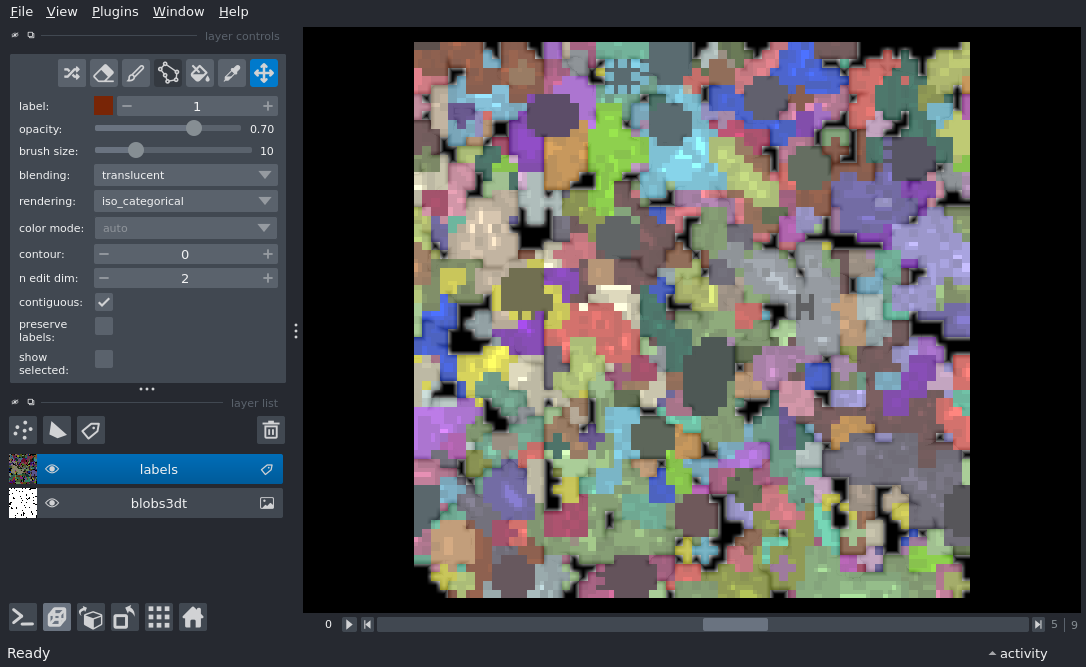 File View Plugins Window Help
layer controls
label: 1
opacity: 0.70
brush size: 10
blending: translucent
rendering: iso_categorical
color mode: auto
contour: 0
n edit dim: 2
contiguous:
preserve
labels:
show
selected:
layer list
labels
blobs3dt
0 5 | 9
Ready activity